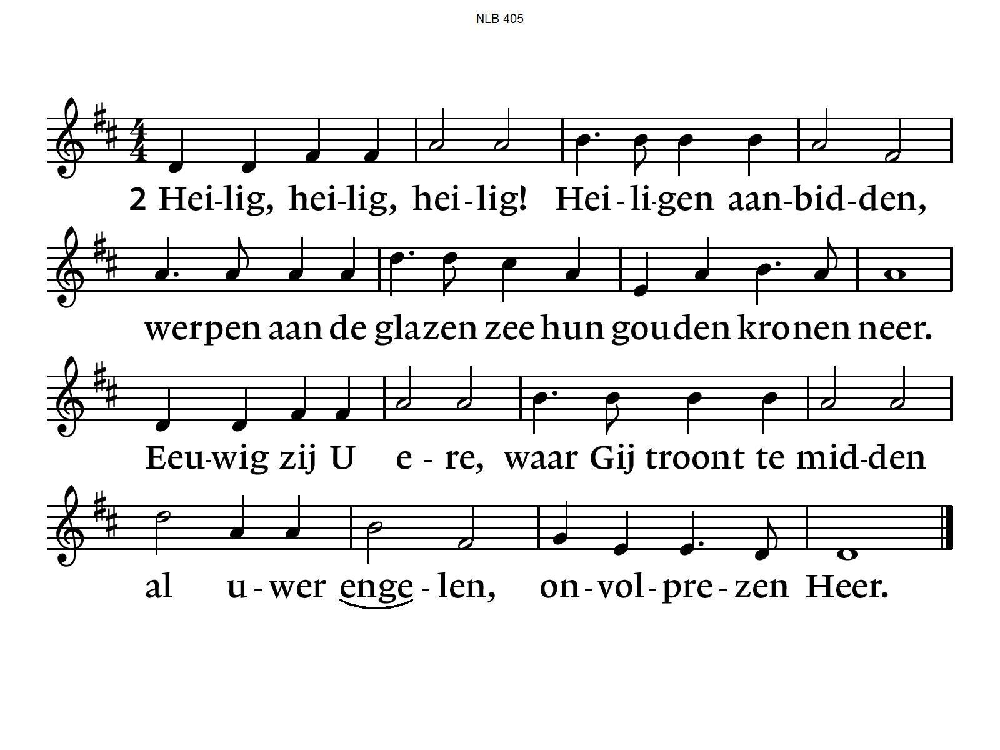 NLB 405
2 Hei-lig, hei-lig, hei-lig! Hei-li-gen aan-bid-den,
werpen aan de glazen zee hun gouden kronen neer.
Eeu-wig zij U e-re, waar Gij troont te mid-den
al u-wer enge-len, on-vol-pre-zen Heer.